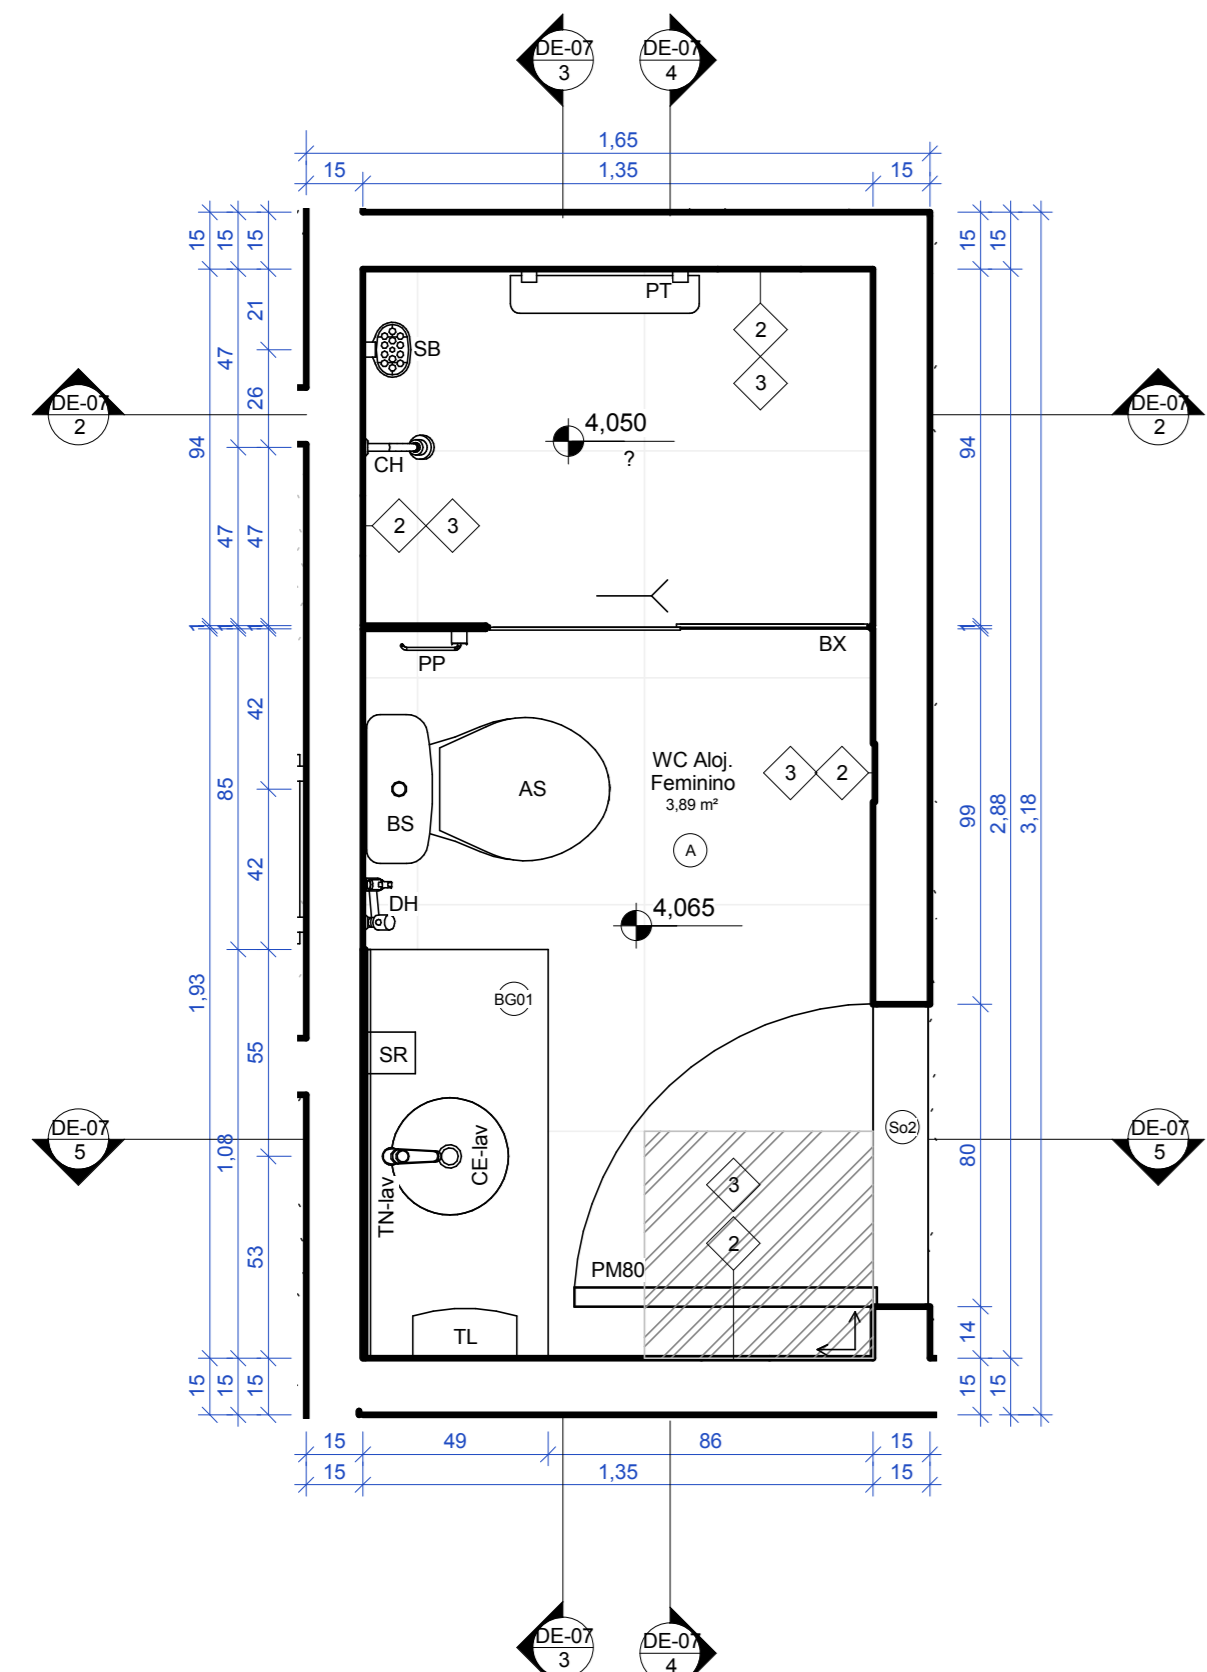 DE-07
3
DE-07
4
1,65
15
1,35
15
15
15
15
15
15
21
PT
2
47
SB
3
26
DE-07
2
4,050
DE-07
2
94
CH
?
94
47
47
2
3
1
1
1
1
PP
BX
42
WC Aloj.
Feminino
3,89 m²
3
2
85
AS
BS
99
2,88
3,18
A
42
DH
4,065
1,93
BG01
55
SR
DE-07
5
1,08
So2
80
DE-07
5
CE-lav
TN-lav
3
2
53
PM80
TL
14
15
15
15
15
15
15
49
86
15
15
1,35
15
DE-07
3
DE-07
4